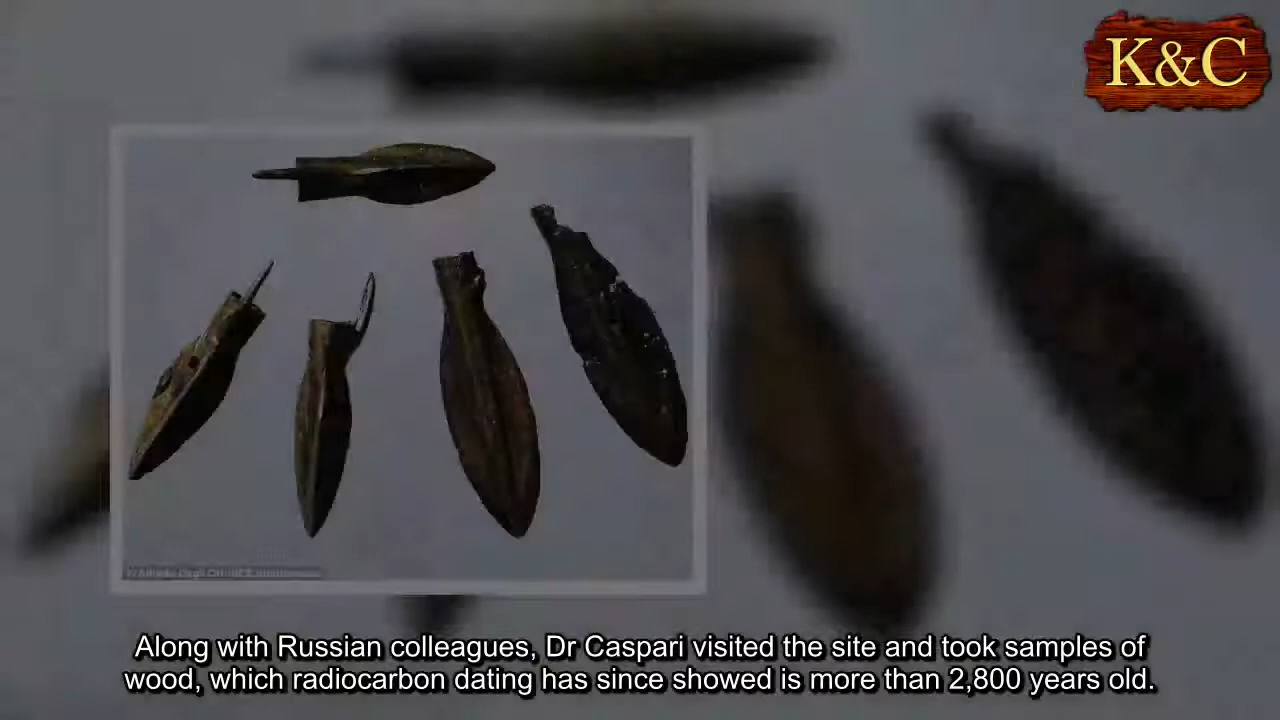 K&C
Along with Russian colleagues, Dr Caspari visited the site and took samples of
wood, which radiocarbon dating has since showed is more than 2,800 years old.